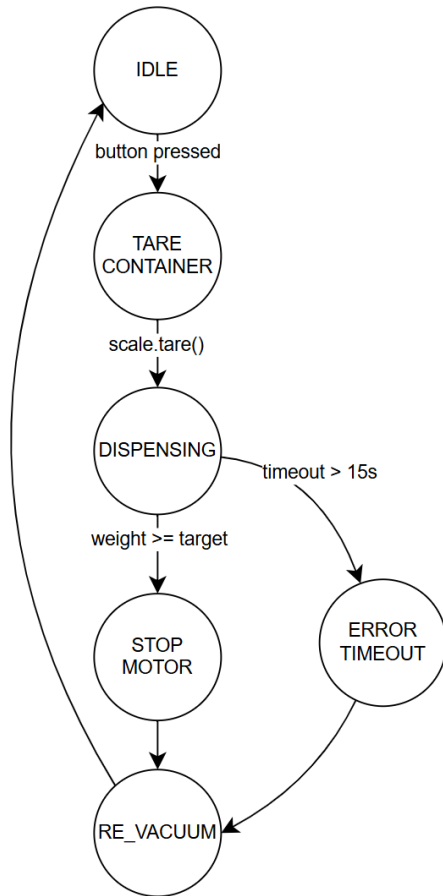 IDLE
button pressed
TARE
CONTAINER
scale.tare()
DISPENSING
timeout > 15s
weight >= target
STOP
MOTOR
ERROR
TIMEOUT
RE_VACUUM